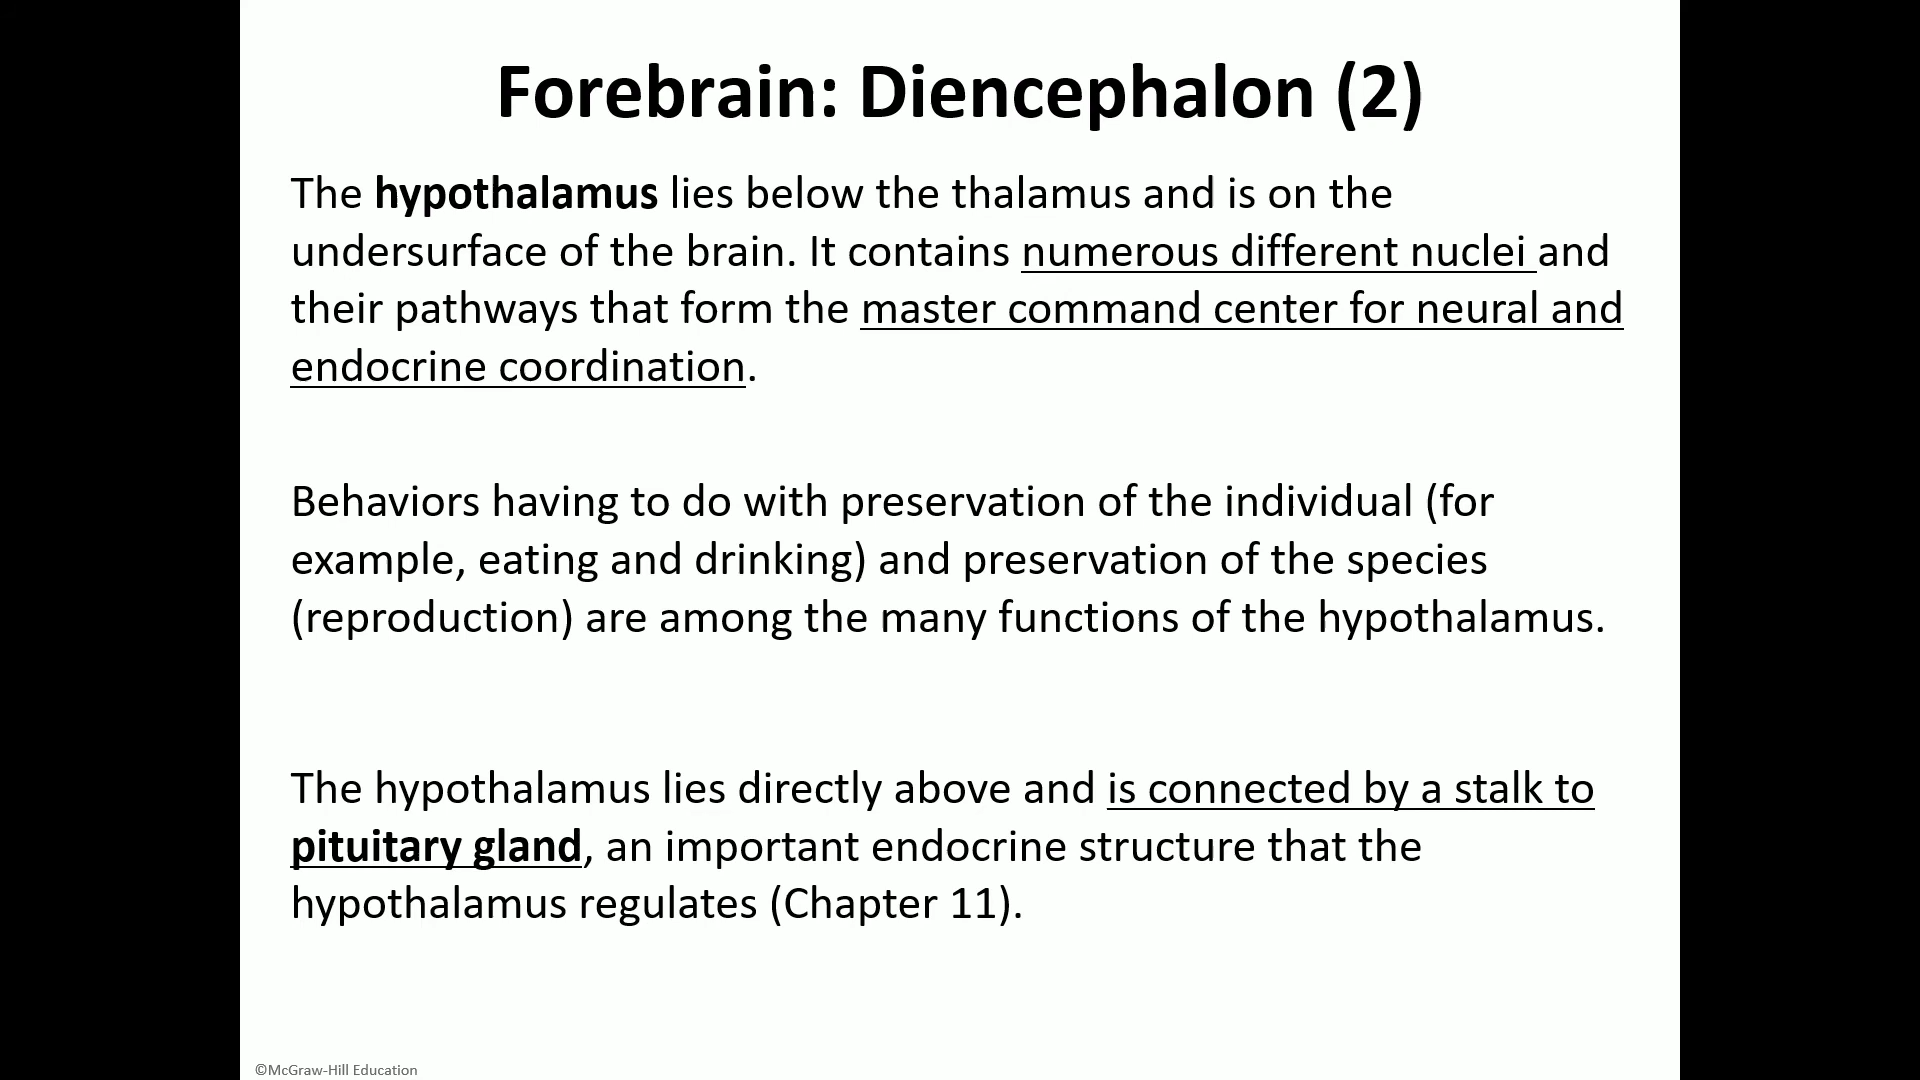 Forebrain: Diencephalon (2)
The hypothalamus lies below the thalamus and is on the
undersurface of the brain. It contains numerous different nuclei and
their pathways that form the master command center for neural and
endocrine coordination.
Behaviors having to do with preservation of the individual (for
example, eating and drinking) and preservation of the species
(reproduction) are among the many functions of the hypothalamus.
The hypothalamus lies directly above and is connected by a stalk to
pituitary gland, an important endocrine structure that the
hypothalamus regulates (Chapter 11).
©McGraw-Hill Education